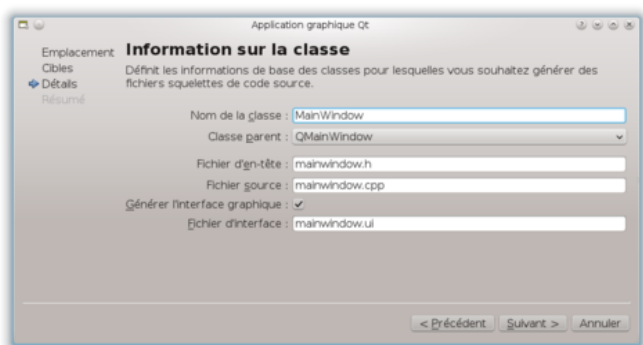 Application graphique Qt
Emplacement
Cibles
Détails
Résumé
Information sur la classe
Définit les informations de base des classes pour lesquelles vous souhaitez générer des
fichiers squelettes de code source.
Nom de la classe : MainWindow
Classe parent : QMainWindow
Fichier d'en-tête : mainwindow.h
Fichier source : mainwindow.cpp
Générer l'interface graphique :
Fichier d'interface : mainwindow.ui
< Précédent
Suivant >
Annuler